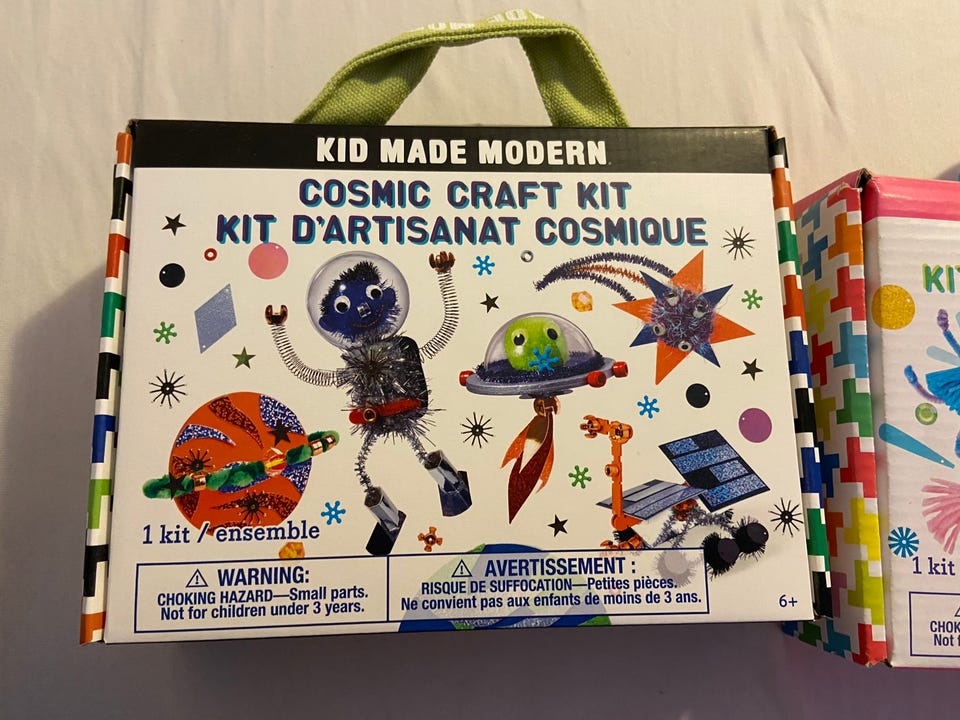 KID MADE MODERN
COSMIC CRAFT KIT
KIT D'ARTISANAT COSMIQUE
1 kit / ensemble
⚠ WARNING:
CHOKING HAZARD—Small parts.
Not for children under 3 years.
⚠ AVERTISSEMENT :
RISQUE DE SUFFOCATION—Petites pièces.
Ne convient pas aux enfants de moins de 3 ans.
6+
1 kit
Not